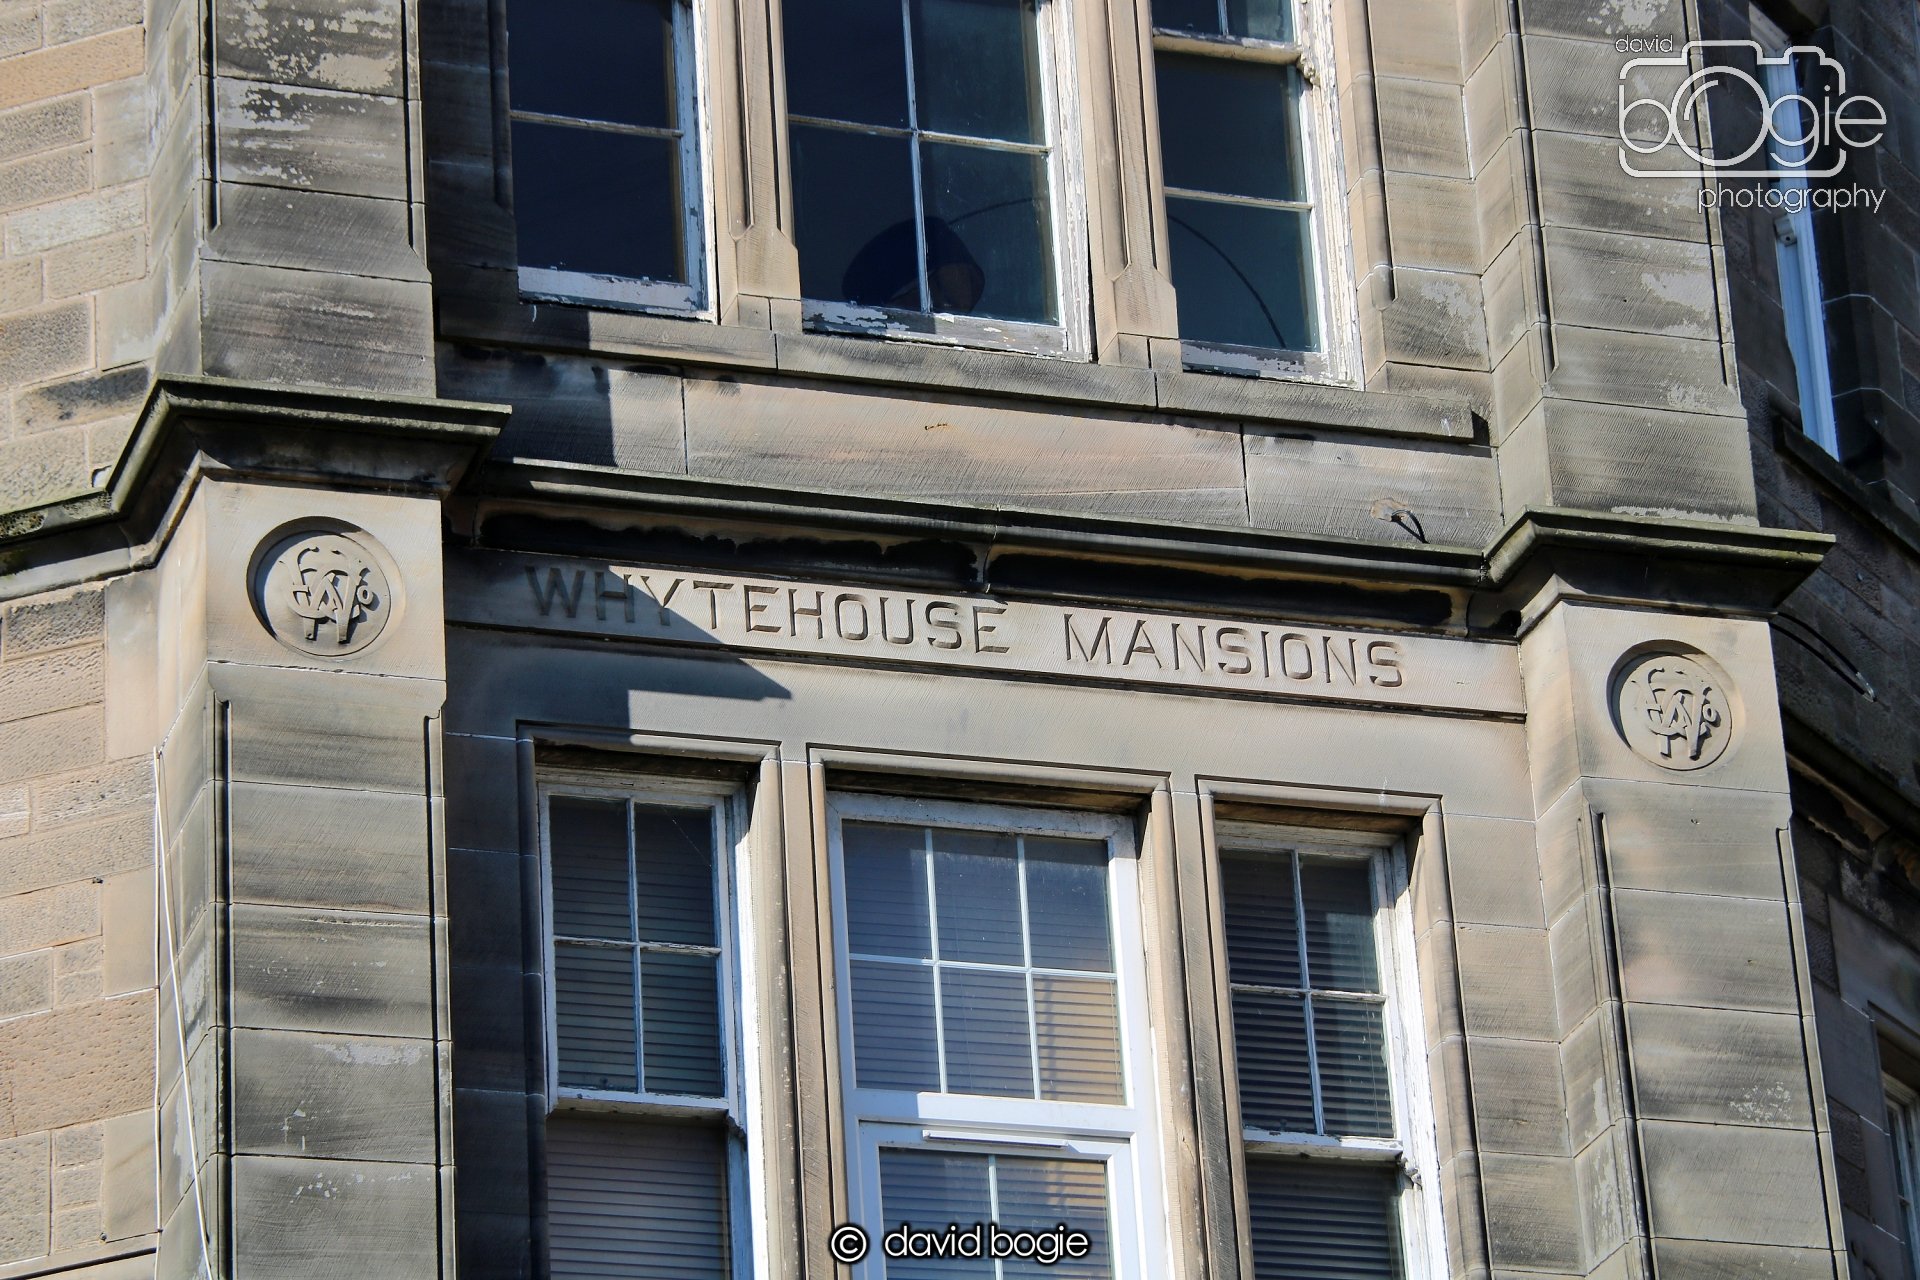 david
bogie
photography
WHYTEHOUSE MANSIONS
© david bogie